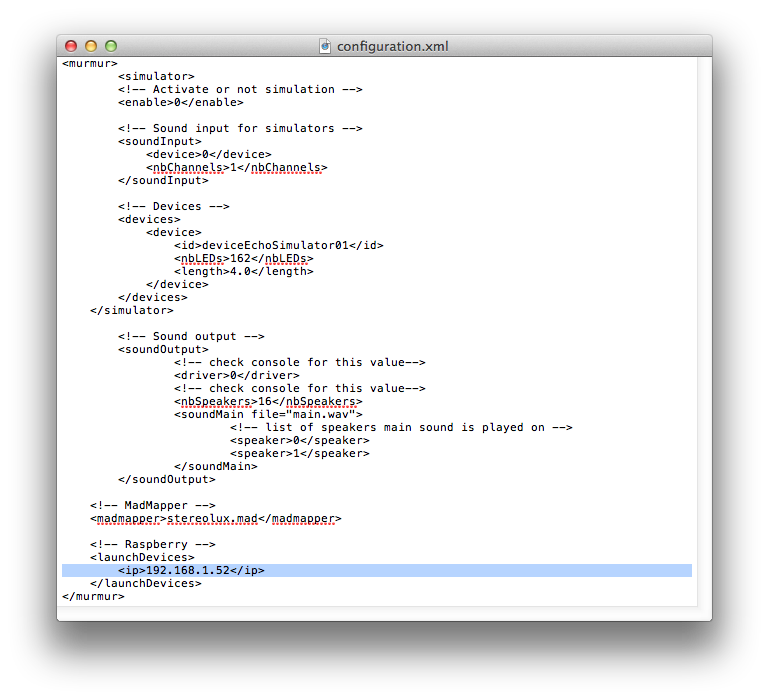 configuration.xml
<murmur>
<simulator>
<!-- Activate or not simulation -->
<enable>0</enable>
<!-- Sound input for simulators -->
<soundInput>
<device>0</device>
<nbChannels>1</nbChannels>
</soundInput>
<!-- Devices -->
<devices>
<device>
<id>deviceEchoSimulator01</id>
<nbLEDs>162</nbLEDs>
<length>4.0</length>
</device>
</devices>
</simulator>
<!-- Sound output -->
<soundOutput>
<!-- check console for this value-->
<driver>0</driver>
<!-- check console for this value-->
<nbSpeakers>16</nbSpeakers>
<soundMain file="main.wav">
<!-- list of speakers main sound is played on -->
<speaker>0</speaker>
<speaker>1</speaker>
</soundMain>
</soundOutput>
<!-- MadMapper -->
<madmapper>stereolux.mad</madmapper>
<!-- Raspberry -->
<launchDevices>
<ip>192.168.1.52</ip>
</launchDevices>
</murmur>